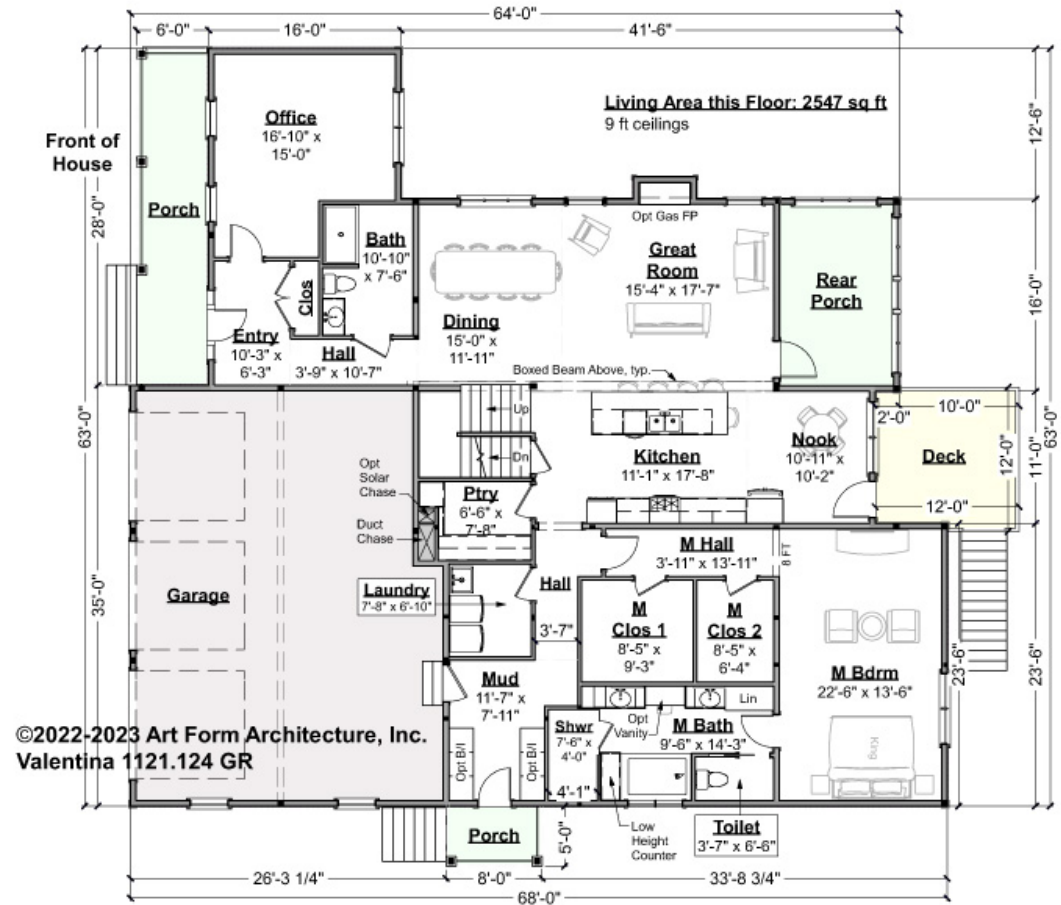 64'-0"
6'-0"
16'-0"
41'-6"
Living Area this Floor: 2547 sq ft
9 ft ceilings
12'-6"
Front of
House
28'-0"
Office
16'-10" x
15'-0"
Porch
Opt Gas FP
Bath
10'-10"
x 7'-6"
Great
Room
15'-4" x 17'-7"
Rear
Porch
16'-0"
Clos
Dining
15'-0" x
11'-11"
Entry
10'-3" x
6'-3"
Hall
3'-9" x 10'-7"
Boxed Beam Above, typ.
63'-0"
63'-0"
Up
Dn
2'-0"
10'-0"
Kitchen
11'-1" x 17'-8"
Nook
10'-11" x
10'-2"
Deck
12'-0"
11'-0"
12'-0"
Opt
Solar
Chase
Ptry
6'-6" x
7'-8"
Duct
Chase
M Hall
3'-11" x 13'-11"
8 FT
35'-0"
Garage
Laundry
7'-8" x 6'-10"
Hall
3'-7"
M
Clos 1
8'-5" x
9'-3"
M
Clos 2
8'-5" x
6'-4"
23'-6"
23'-6"
M Bdrm
22'-6" x 13'-6"
Mud
11'-7" x
7'-11"
Lin
Opt
Vanity
M Bath
9'-6" x 14'-3"
Shwr
7'-6" x
4'-0"
King
©2022-2023 Art Form Architecture, Inc.
Valentina 1121.124 GR
Opt B/I
Opt B/I
4'-1"
Porch
5'-0"
Low
Height
Counter
Toilet
3'-7" x 6'-6"
26'-3 1/4"
8'-0"
33'-8 3/4"
68'-0"